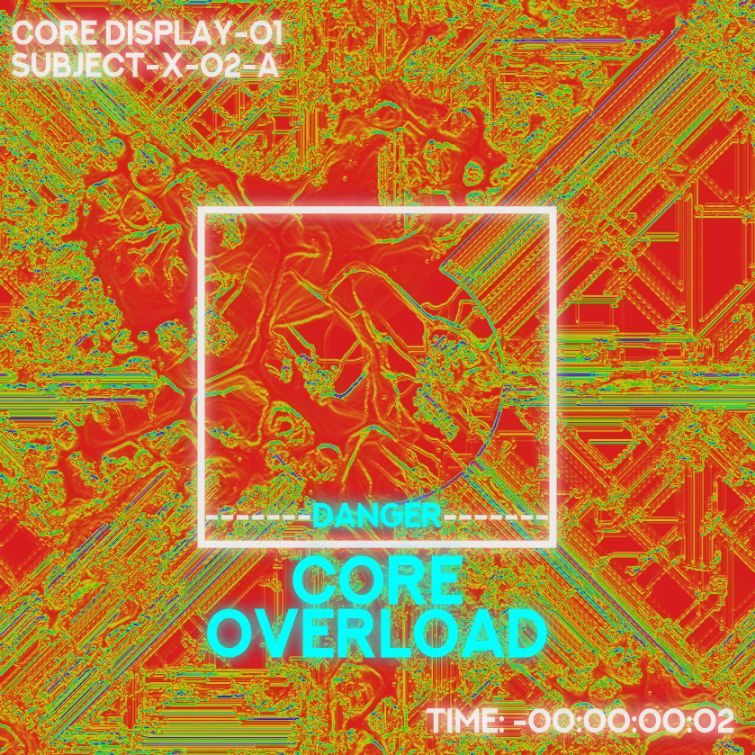 CORE DISPLAY-01
SUBJECT-X-02-A
DANGER
CORE
OVERLOAD
TIME: -00:00:00:02